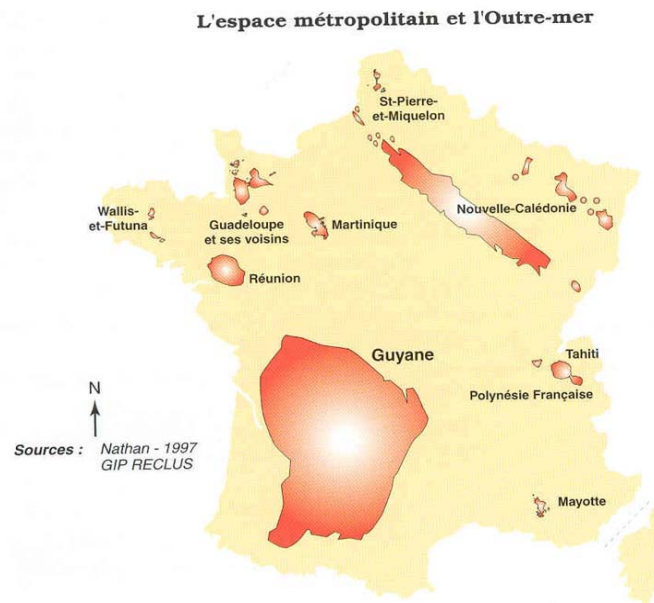 L'espace métropolitain et l'Outre-mer
St-Pierre-
et-Miquelon
Wallis-
et-Futuna
Guadeloupe
et ses voisins
Martinique
Nouvelle-Calédonie
Réunion
Guyane
Tahiti
Polynésie Française
N
Sources : Nathan - 1997
GIP RECLUS
Mayotte